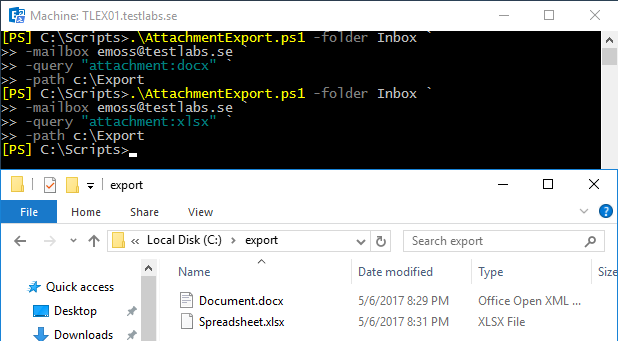 Machine: TLEX01.testlabs.se
[PS] C:\Scripts>.\AttachmentExport.ps1 -folder Inbox `
>> -mailbox emoss@testlabs.se `
>> -query "attachment:docx" `
>> -path c:\Export
[PS] C:\Scripts>.\AttachmentExport.ps1 -folder Inbox `
>> -mailbox emoss@testlabs.se `
>> -query "attachment:xlsx" `
>> -path c:\Export
[PS] C:\Scripts>
export
File Home Share View
Local Disk (C:) export Search export
Name Date modified Type Size
Quick access
Document.docx 5/6/2017 8:29 PM Office Open XML ...
Desktop
Spreadsheet.xlsx 5/6/2017 8:31 PM XLSX File
Downloads